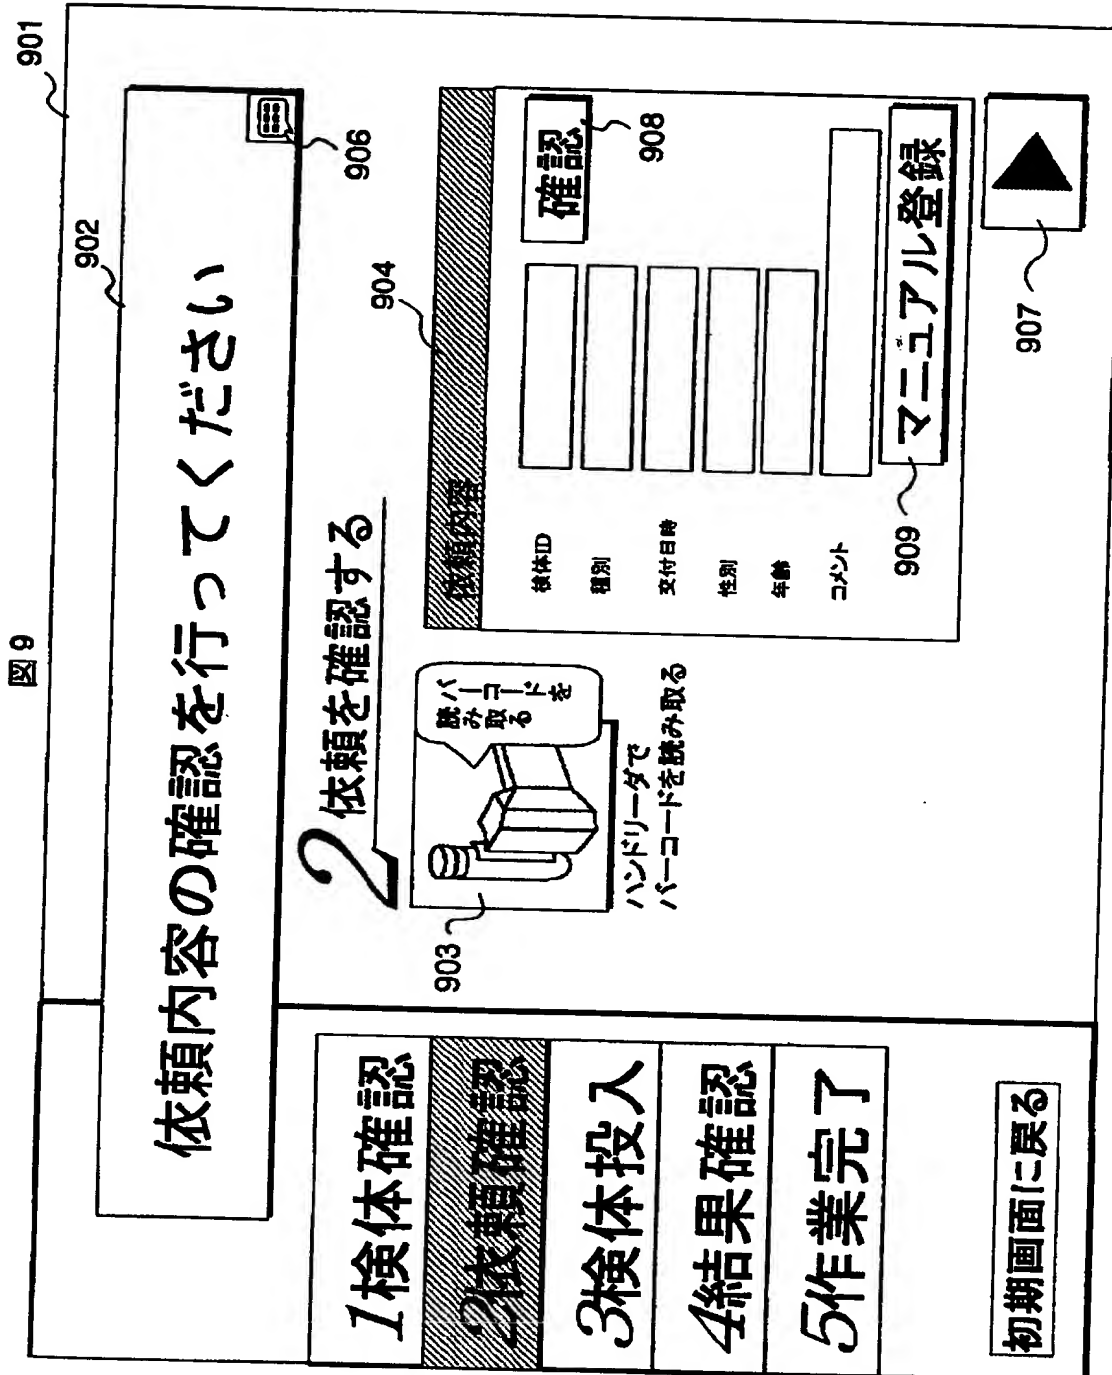 図9
901
902
依頼内容の確認を行ってください
906
1検体確認
2依頼確認
3検体投入
4結果確認
5作業完了
初期画面に戻る
2 依頼を確認する
903
バーコードを
読み取る
ハンドリーダで
バーコードを読み取る
904
依頼内容
検体ID
確認
908
種別
交付日時
性別
年齢
コメント
909
マニュアル登録
907